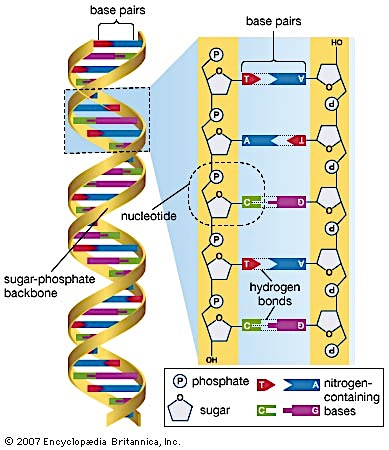 base pairs
base pairs
HO
P
T A
P
P
A T
P
P
nucleotide
C G
P
sugar-phosphate
backbone
P
T A
hydrogen
bonds
P
P
C G
P
OH
P phosphate
T A nitrogen-
containing
sugar
C G bases
© 2007 Encyclopædia Britannica, Inc.